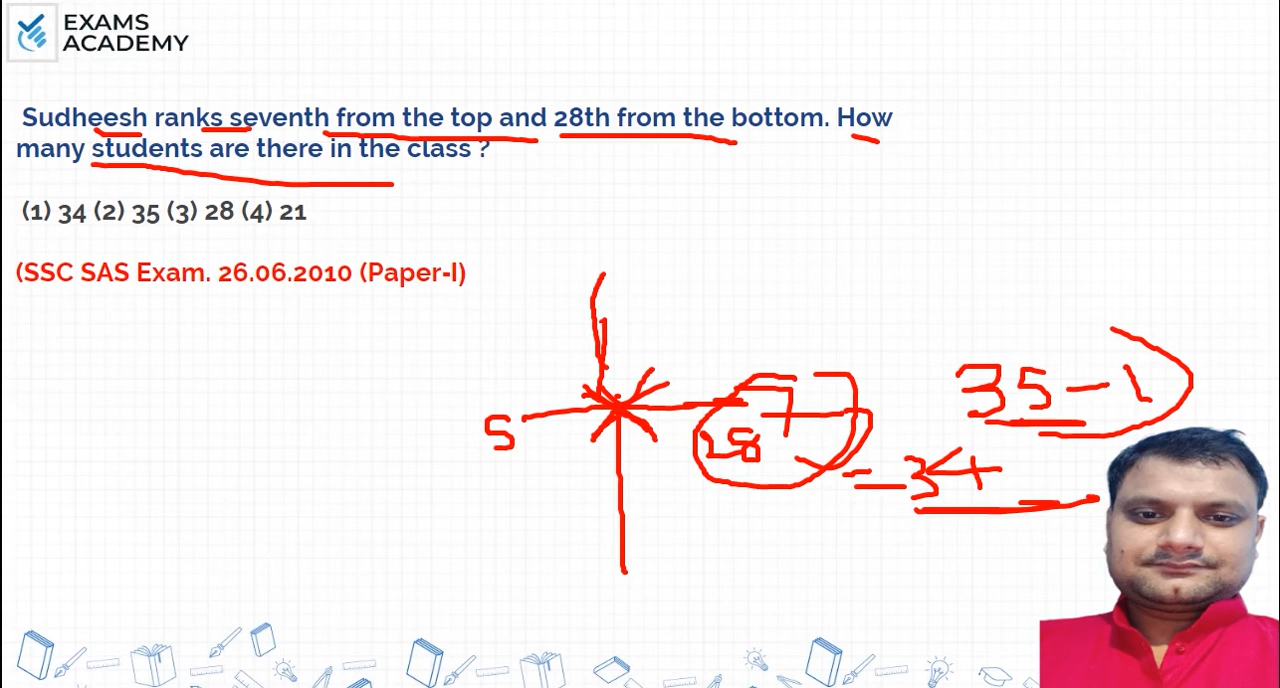 EXAMS
ACADEMY
Sudheesh ranks seventh from the top and 28th from the bottom. How
many students are there in the class ?
(1) 34 (2) 35 (3) 28 (4) 21
(SSC SAS Exam. 26.06.2010 (Paper-I)
7
35 - 1
S
28
= 34